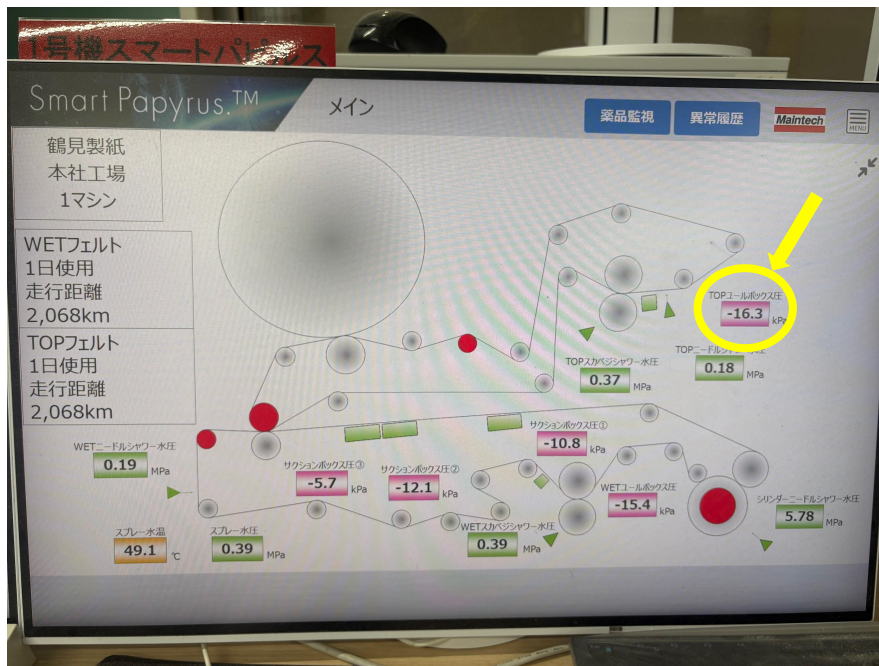 1号機スマートパピルス
Smart Papyrus.™
メイン
薬品監視
異常履歴
Maintech
MENU
鶴見製紙
本社工場
1マシン
WETフェルト
1日使用
走行距離
2,068km
TOPフェルト
1日使用
走行距離
2,068km
TOPユールボックス圧
-16.3 kPa
TOPスカペジシャワー水圧
0.37 MPa
TOPニードルシャワー水圧
0.18 MPa
WETニードルシャワー水圧
0.19 MPa
サクションボックス圧③
-5.7 kPa
サクションボックス圧②
-12.1 kPa
サクションボックス圧①
-10.8 kPa
WETユールボックス圧
-15.4 kPa
シリンダーニードルシャワー水圧
5.78 MPa
スプレー水温
49.1 ℃
スプレー水圧
0.39 MPa
WETスカペジシャワー水圧
0.39 MPa